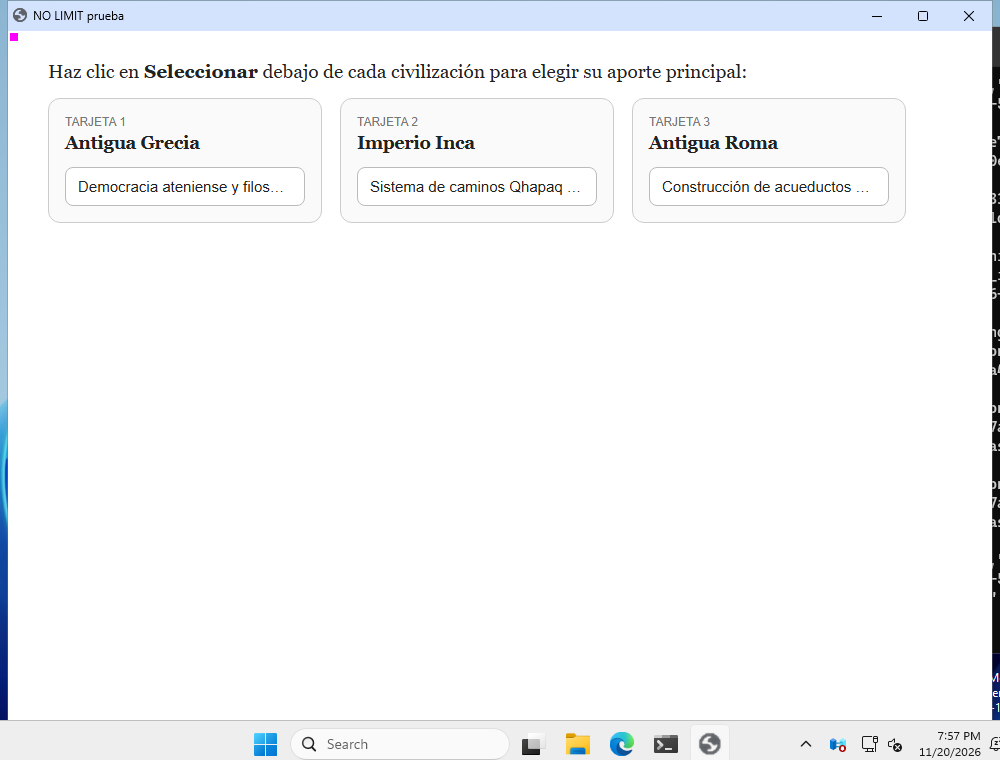 NO LIMIT prueba
Haz clic en Seleccionar debajo de cada civilización para elegir su aporte principal:
TARJETA 1
Antigua Grecia
Democracia ateniense y filos…
TARJETA 2
Imperio Inca
Sistema de caminos Qhapaq …
TARJETA 3
Antigua Roma
Construcción de acueductos …
Search
7:57 PM
11/20/2026